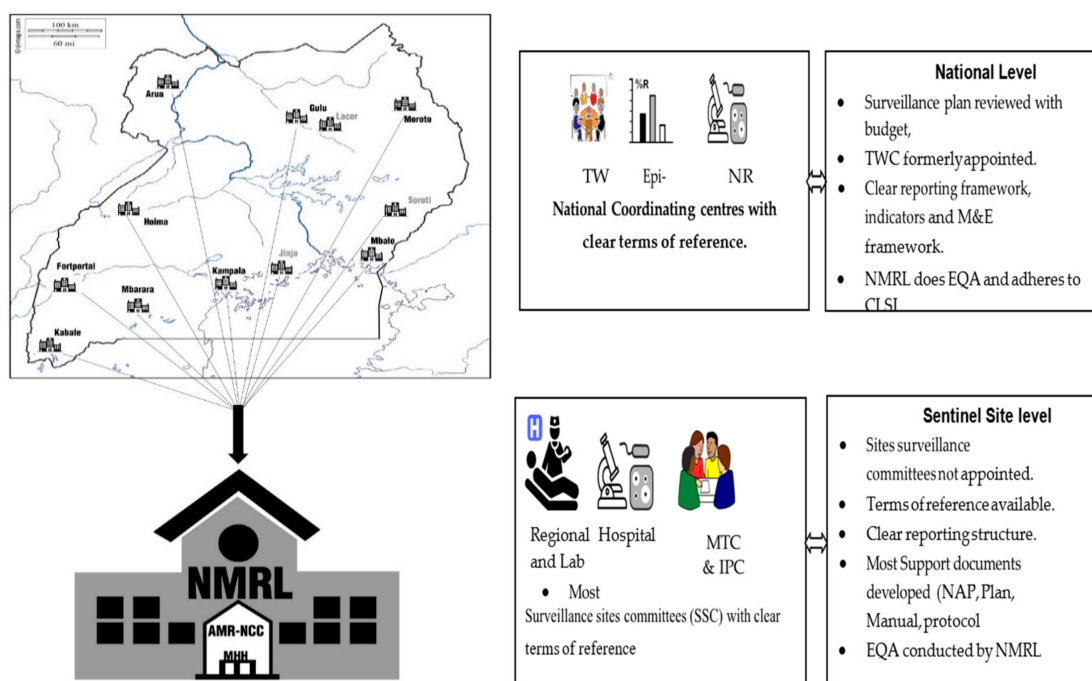 100 km
60 mi
© d-maps.com
Arua
Gulu
Lacor
Moroto
Hoima
Soroti
Mbale
Jinja
Fortportal
Kampala
Mbarara
Kabale
NMRL
AMR-NCC
MHH
%R
TW
Epi-
NR
National Coordinating centres with
clear terms of reference.
National Level
• Surveillance plan reviewed with
budget,
• TWC formerly appointed.
• Clear reporting framework,
indicators and M&E
framework.
• NMRL does EQA and adheres to
CLSI
H
Regional Hospital
and Lab
MTC
& IPC
• Most
Surveillance sites committees (SSC) with clear
terms of reference
Sentinel Site level
• Sites surveillance
committees not appointed.
• Terms of reference available.
• Clear reporting structure.
• Most Support documents
developed (NAP, Plan,
Manual, protocol
• EQA conducted by NMRL